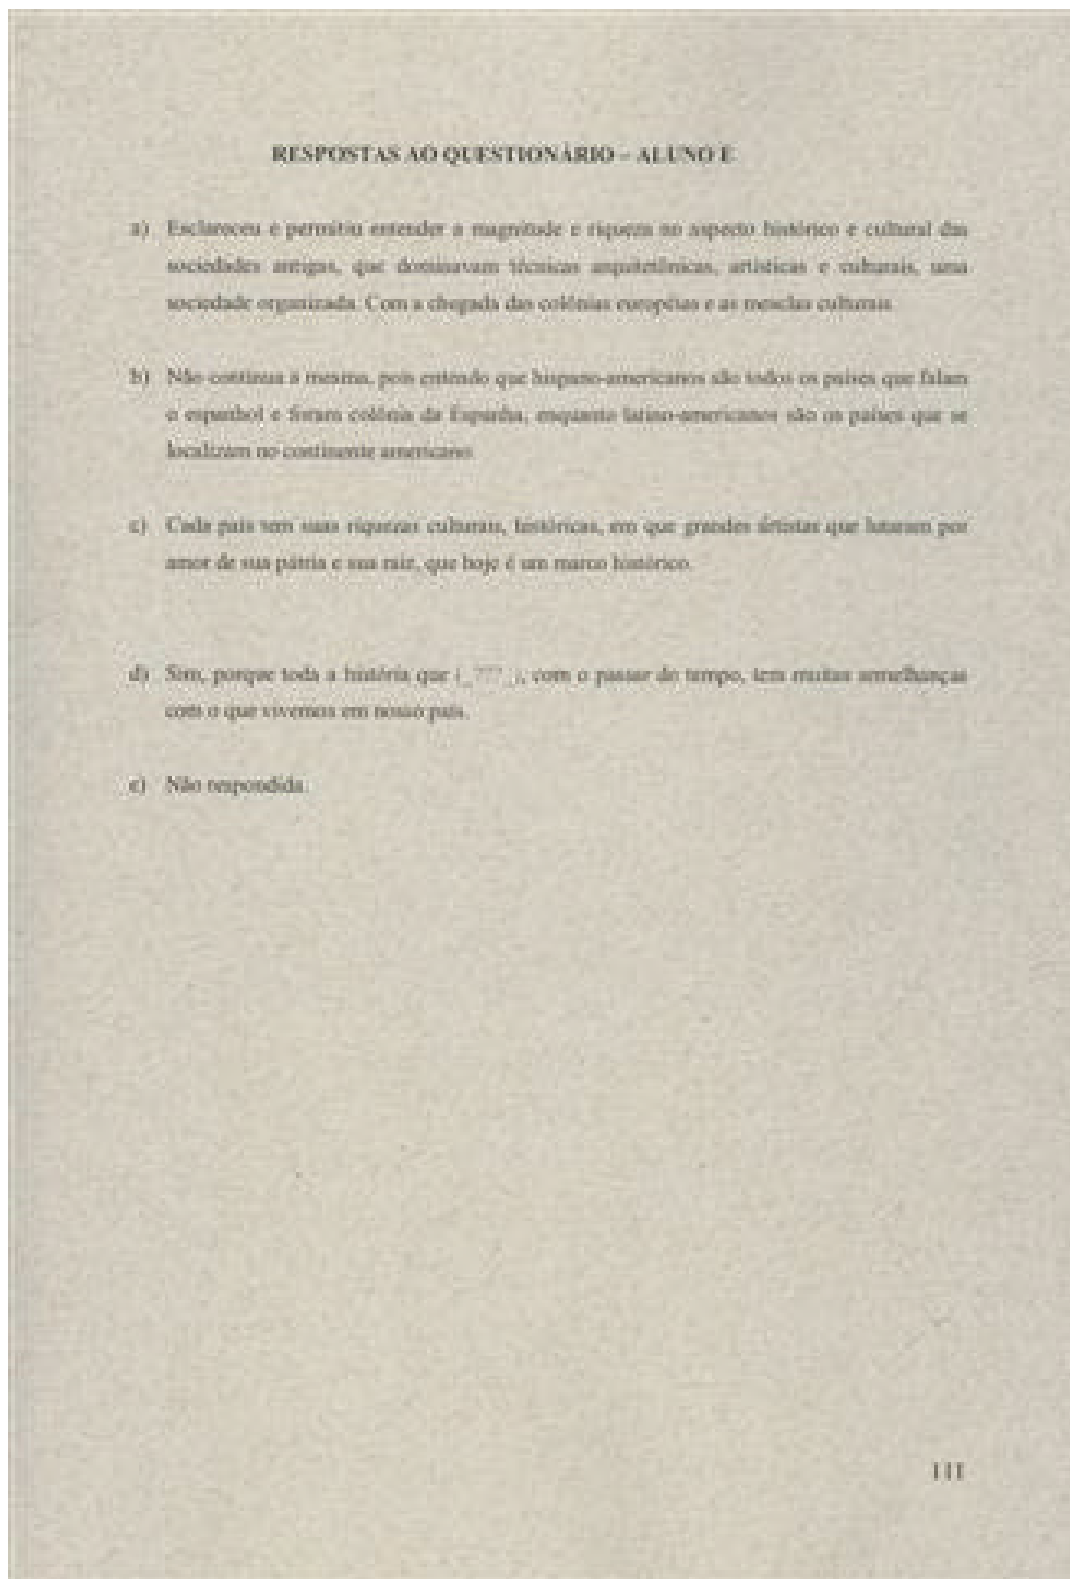 RESPOSTAS AO QUESTIONÁRIO – ALUNO E
a) Esclareceu e permitiu entender a magnitude e riqueza no aspecto histórico e cultural das
sociedades antigas, que dominavam técnicas arquitetônicas, artísticas e culturais, uma
sociedade organizada. Com a chegada das colônias européias e as mesclas culturais.
b) Não continua a mesma, pois entendo que hispano-americanos são todos os países que falam
o espanhol e foram colônia da Espanha, enquanto latino-americanos são os países que se
localizam no continente americano.
c) Cada país tem suas riquezas culturais, históricas, em que grandes artistas que lutaram por
amor de sua pátria e sua raiz, que hoje é um marco histórico.
d) Sim, porque toda a história que (_???_), com o passar do tempo, tem muitas semelhanças
com o que vivemos em nosso país.
e) Não respondida.
111